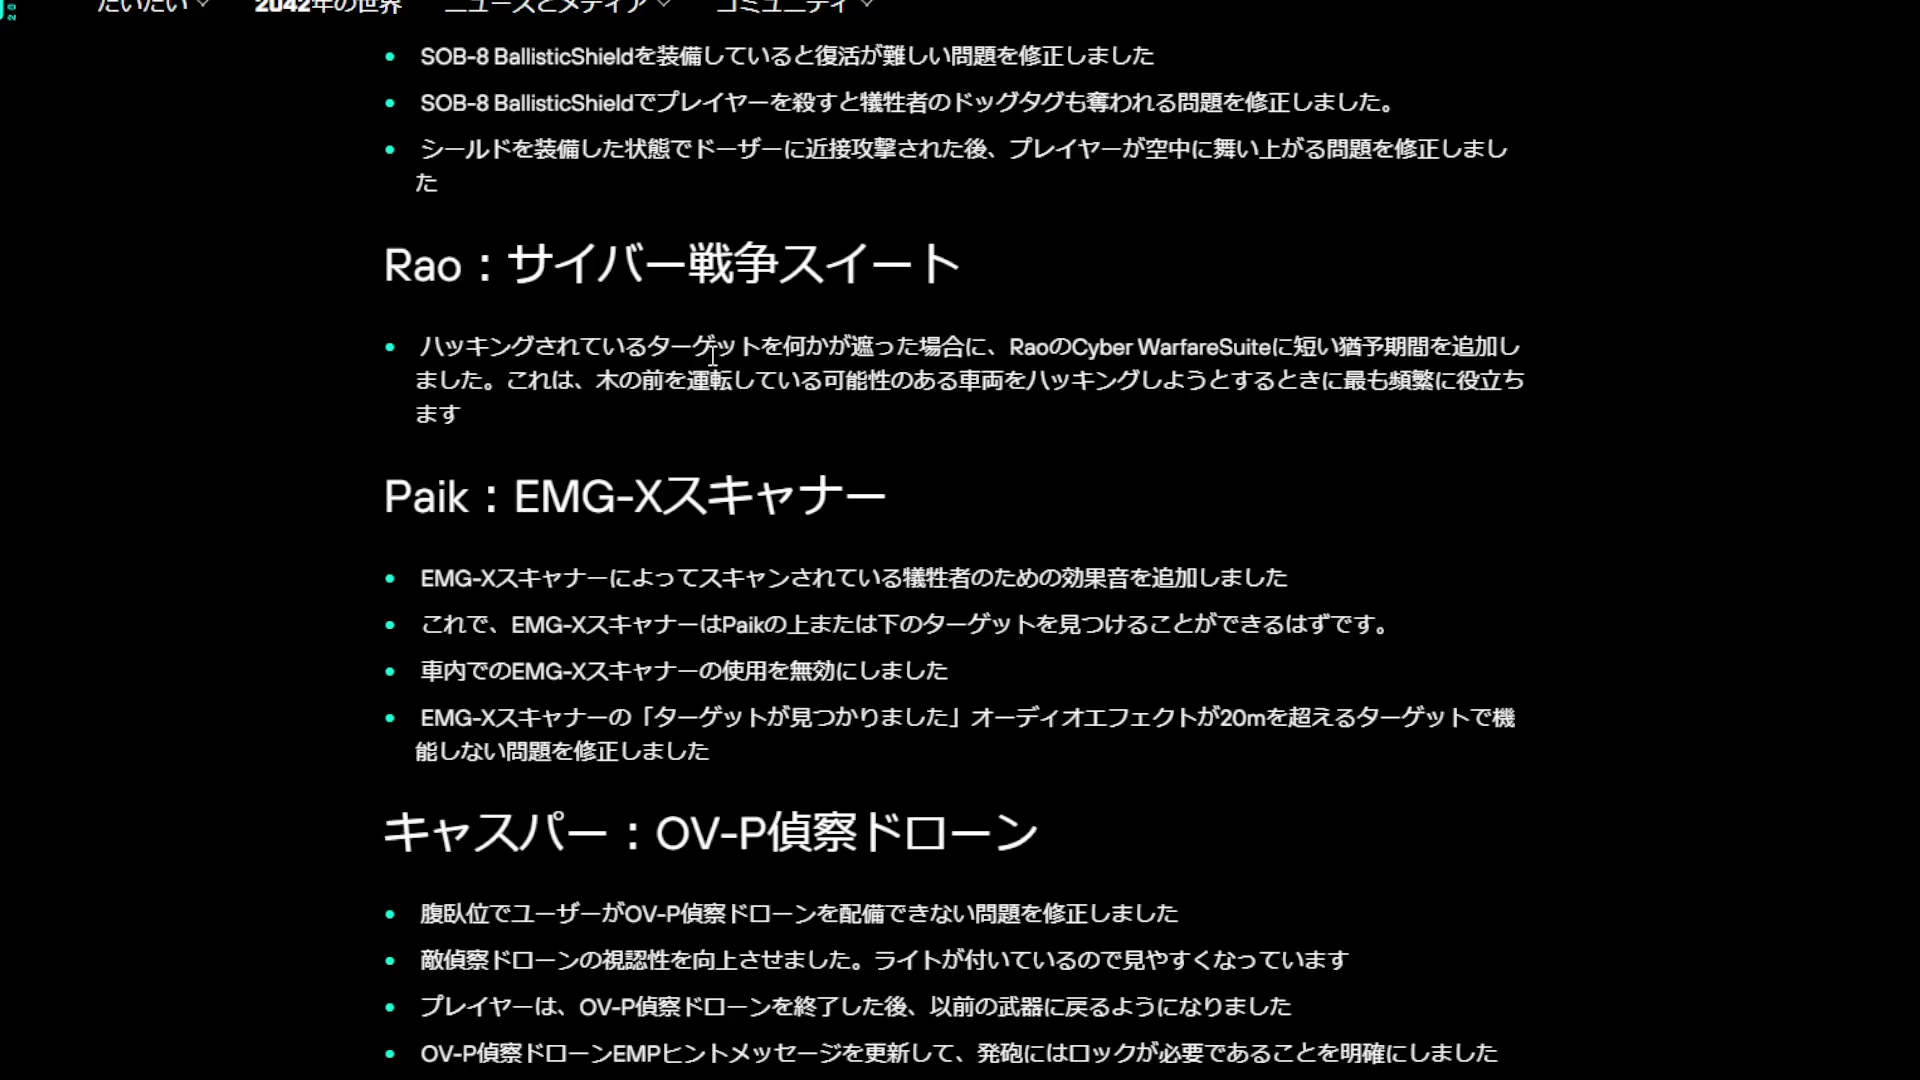 だいたい 2042年の世界 ニュースとメディア コミュニティ
SOB-8 BallisticShieldを装備していると復活が難しい問題を修正しました
SOB-8 BallisticShieldでプレイヤーを殺すと犠牲者のドッグタグも奪われる問題を修正しました。
シールドを装備した状態でドーザーに近接攻撃された後、プレイヤーが空中に舞い上がる問題を修正しまし
た
Rao：サイバー戦争スイート
ハッキングされているターゲットを何かが遮った場合に、RaoのCyber WarfareSuiteに短い猶予期間を追加し
ました。これは、木の前を運転している可能性のある車両をハッキングしようとするときに最も頻繁に役立ち
ます
Paik：EMG-Xスキャナー
EMG-Xスキャナーによってスキャンされている犠牲者のための効果音を追加しました
これで、EMG-XスキャナーはPaikの上または下のターゲットを見つけることができるはずです。
車内でのEMG-Xスキャナーの使用を無効にしました
EMG-Xスキャナーの「ターゲットが見つかりました」オーディオエフェクトが20mを超えるターゲットで機
能しない問題を修正しました
キャスパー：OV-P偵察ドローン
腹臥位でユーザーがOV-P偵察ドローンを配備できない問題を修正しました
敵偵察ドローンの視認性を向上させました。ライトが付いているので見やすくなっています
プレイヤーは、OV-P偵察ドローンを終了した後、以前の武器に戻るようになりました
OV-P偵察ドローンEMPヒントメッセージを更新して、発砲にはロックが必要であることを明確にしました